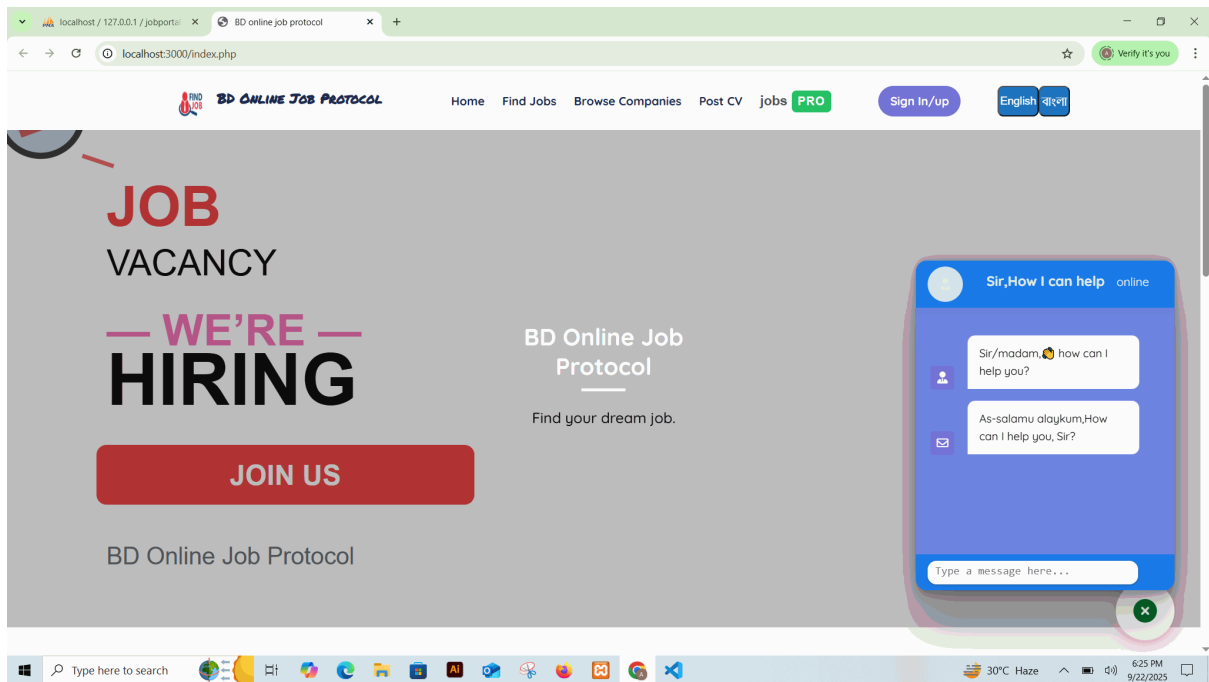 localhost / 127.0.0.1 / jobportal
BD online job protocol
localhost:3000/index.php
Verify it's you
FIND
JOB
BD Online Job Protocol
Home Find Jobs Browse Companies Post CV jobs PRO
Sign In/up
English বাংলা
JOB
VACANCY
— WE'RE —
HIRING
JOIN US
BD Online Job Protocol
BD Online Job
Protocol
Find your dream job.
Sir,How I can help online
Sir/madam,👏 how can I
help you?
As-salamu alaykum,How
can I help you, Sir?
Type a message here...
Type here to search
Ai
30°C Haze
6:25 PM
9/22/2025